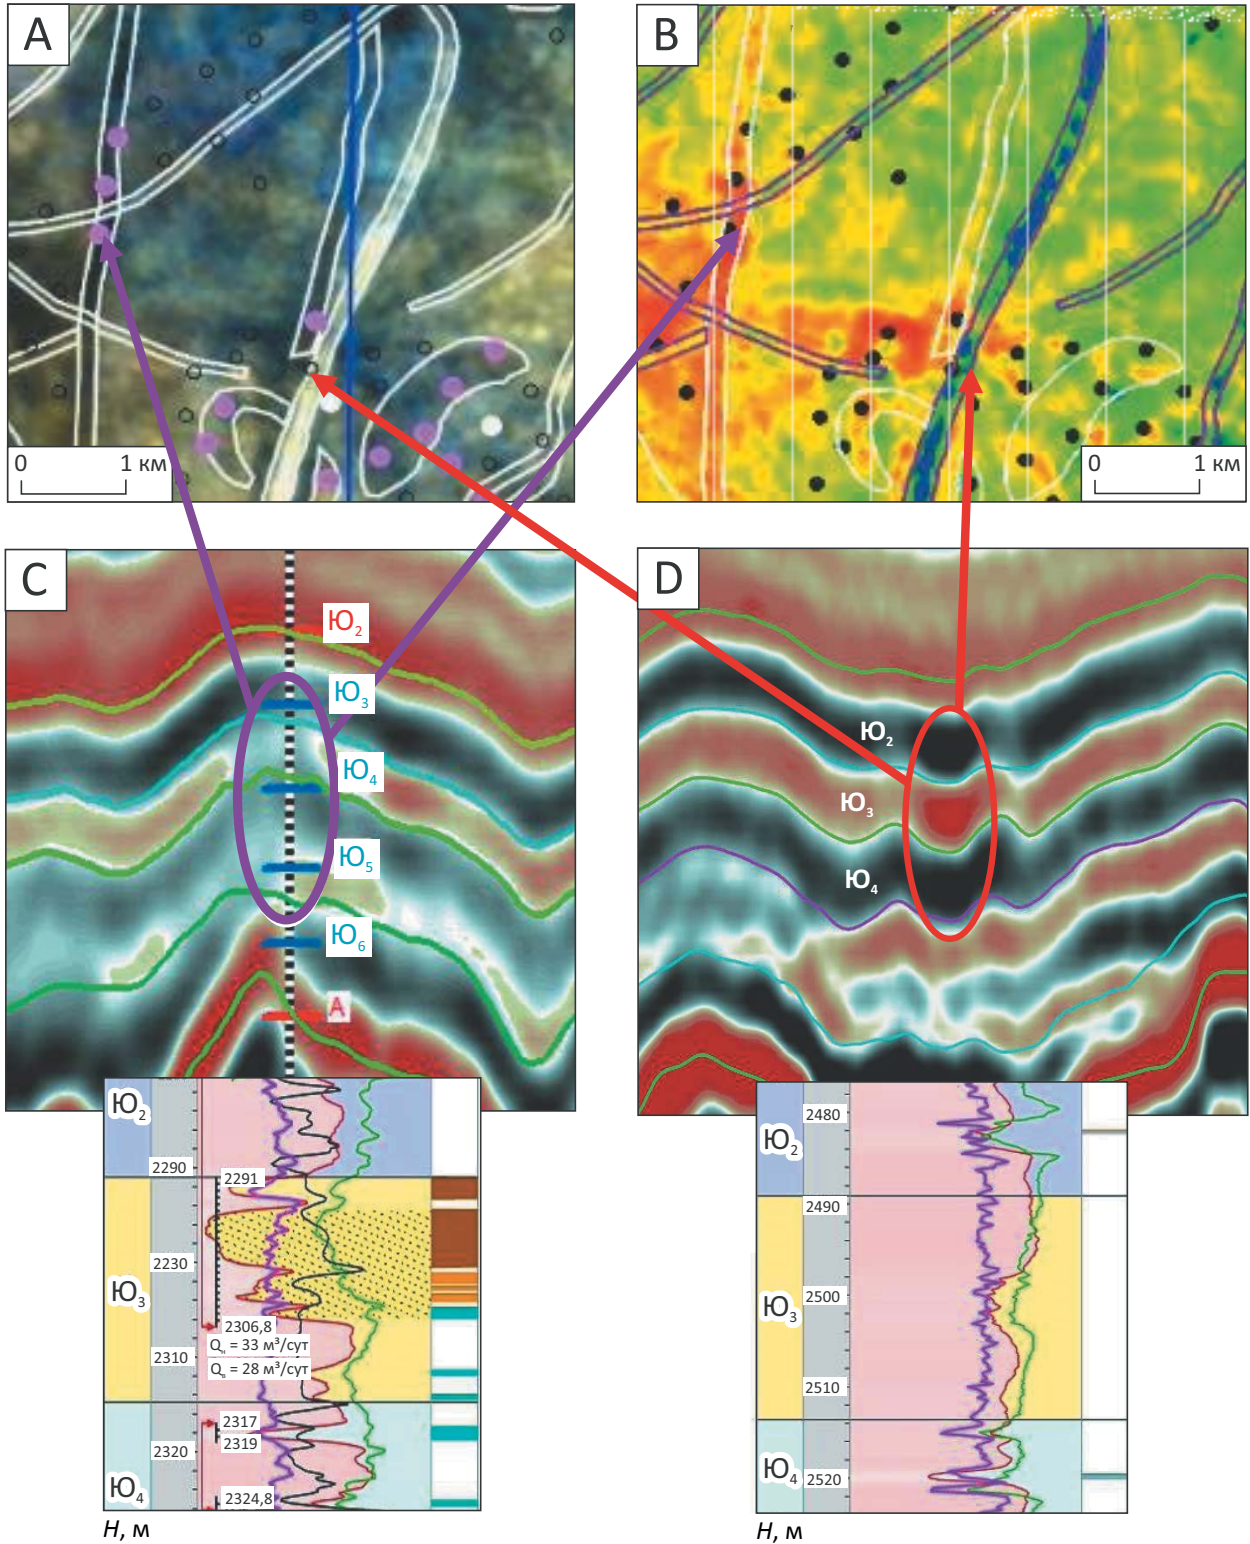 A
B
0 1 км
0 1 км
C
D
Ю2
Ю3
Ю4
Ю5
Ю6
А
Ю2
Ю3
Ю4
Ю2
2290
2291
2230
Ю3
2306,8
Qн = 33 м³/сут
2310
Qв = 28 м³/сут
2317
2319
2320
2324,8
Ю4
H, м
2480
Ю2
2490
2500
Ю3
2510
Ю4
2520
H, м